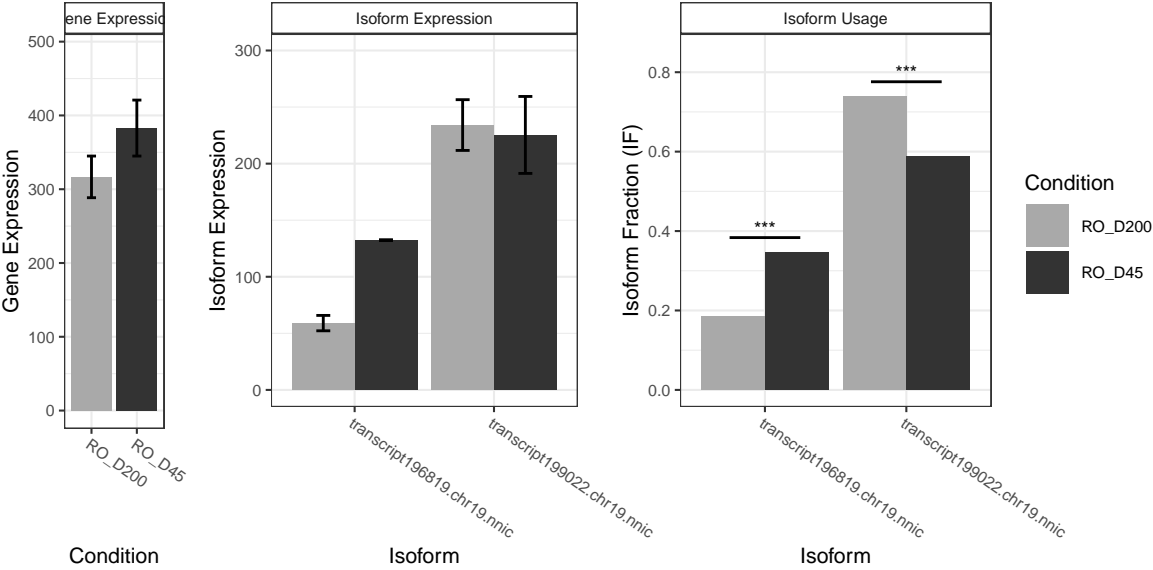 ene Expressio
Gene Expression
500
400
300
200
100
0
RO_D200
RO_D45
Condition
Isoform Expression
Isoform Expression
300
200
100
0
transcript196819.chr19.nnic
transcript199022.chr19.nnic
Isoform
Isoform Usage
Isoform Fraction (IF)
0.8
0.6
0.4
0.2
0.0
***
***
transcript196819.chr19.nnic
transcript199022.chr19.nnic
Isoform
Condition
RO_D200
RO_D45